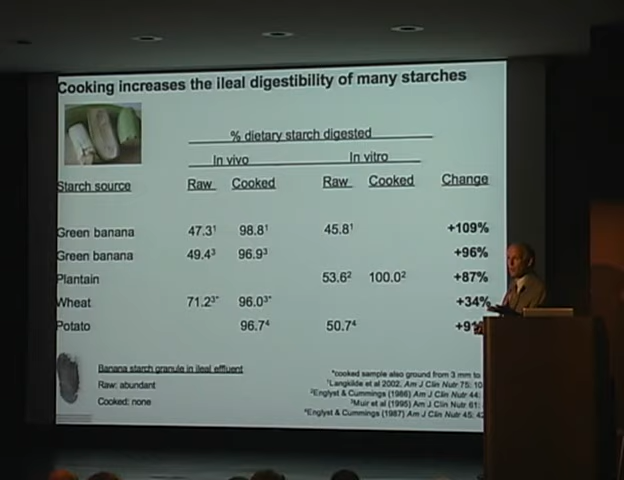 Cooking increases the ileal digestibility of many starches
% dietary starch digested
In vivo In vitro
Starch source Raw Cooked Raw Cooked Change
Green banana 47.3¹ 98.8¹ 45.8¹ +109%
Green banana 49.4³ 96.9³ +96%
Plantain 53.6² 100.0² +87%
Wheat 71.2³* 96.0³* +34%
Potato 96.7⁴ 50.7⁴ +91
Banana starch granule in ileal effluent
Raw: abundant
Cooked: none
*cooked sample also ground from 3 mm to
¹Langkilde et al 2002. Am J Clin Nutr 75: 10
²Englyst & Cummings (1986) Am J Clin Nutr 44:
³Muir et al (1995) Am J Clin Nutr 61:
⁴Englyst & Cummings (1987) Am J Clin Nutr 45: 42